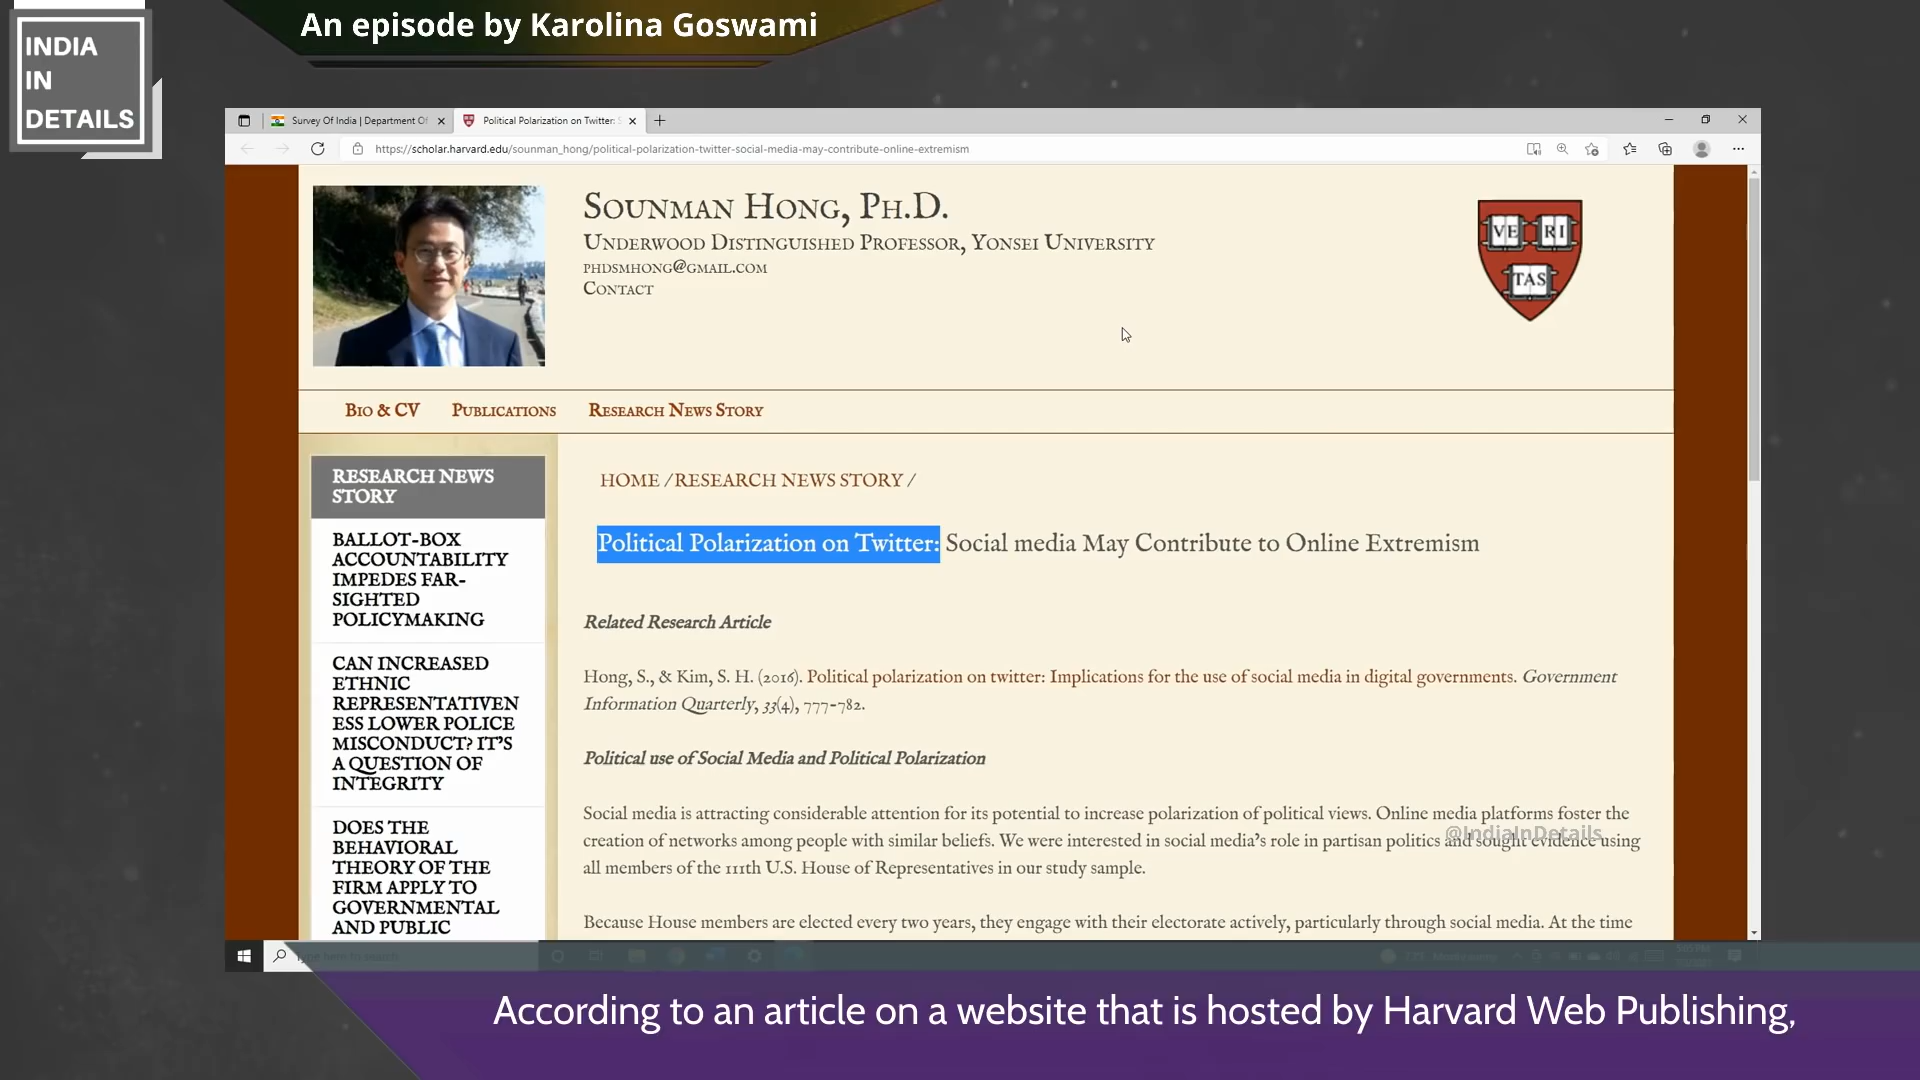 An episode by Karolina Goswami
INDIA
IN
DETAILS
Survey Of India | Department Of
Political Polarization on Twitter: S
https://scholar.harvard.edu/sounman_hong/political-polarization-twitter-social-media-may-contribute-online-extremism
Sounman Hong, Ph.D.
Underwood Distinguished Professor, Yonsei University
phdsmhong@gmail.com
Contact
VE RI
TAS
Bio & CV Publications Research News Story
RESEARCH NEWS
STORY
BALLOT-BOX
ACCOUNTABILITY
IMPEDES FAR-
SIGHTED
POLICYMAKING
CAN INCREASED
ETHNIC
REPRESENTATIVEN
ESS LOWER POLICE
MISCONDUCT? IT'S
A QUESTION OF
INTEGRITY
DOES THE
BEHAVIORAL
THEORY OF THE
FIRM APPLY TO
GOVERNMENTAL
AND PUBLIC
HOME / RESEARCH NEWS STORY /
Political Polarization on Twitter: Social media May Contribute to Online Extremism
Related Research Article
Hong, S., & Kim, S. H. (2016). Political polarization on twitter: Implications for the use of social media in digital governments. Government
Information Quarterly, 33(4), 777-782.
Political use of Social Media and Political Polarization
Social media is attracting considerable attention for its potential to increase polarization of political views. Online media platforms foster the
creation of networks among people with similar beliefs. We were interested in social media's role in partisan politics and sought evidence using
all members of the 111th U.S. House of Representatives in our study sample.
@IndiaInDetails
Because House members are elected every two years, they engage with their electorate actively, particularly through social media. At the time
Type here to search
According to an article on a website that is hosted by Harvard Web Publishing,